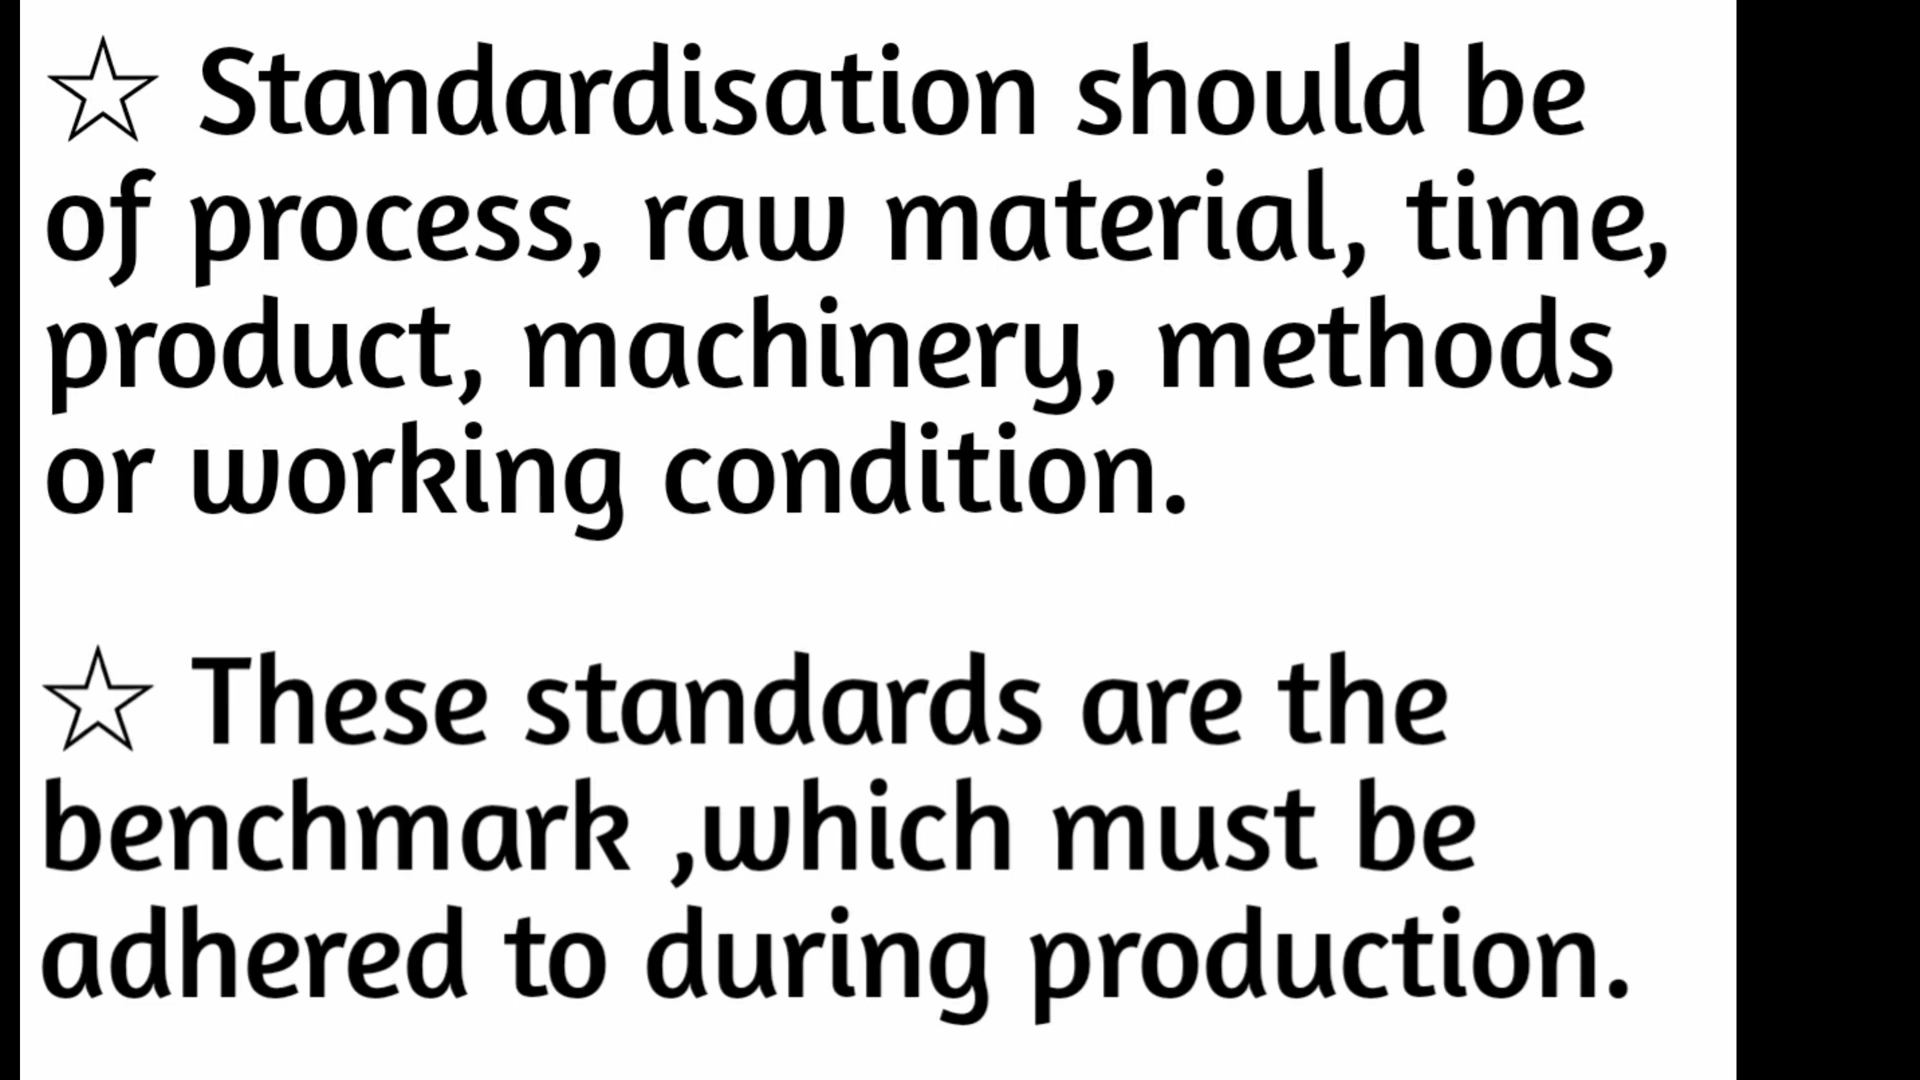 ☆ Standardisation should be
of process, raw material, time,
product, machinery, methods
or working condition.
☆ These standards are the
benchmark ,which must be
adhered to during production.